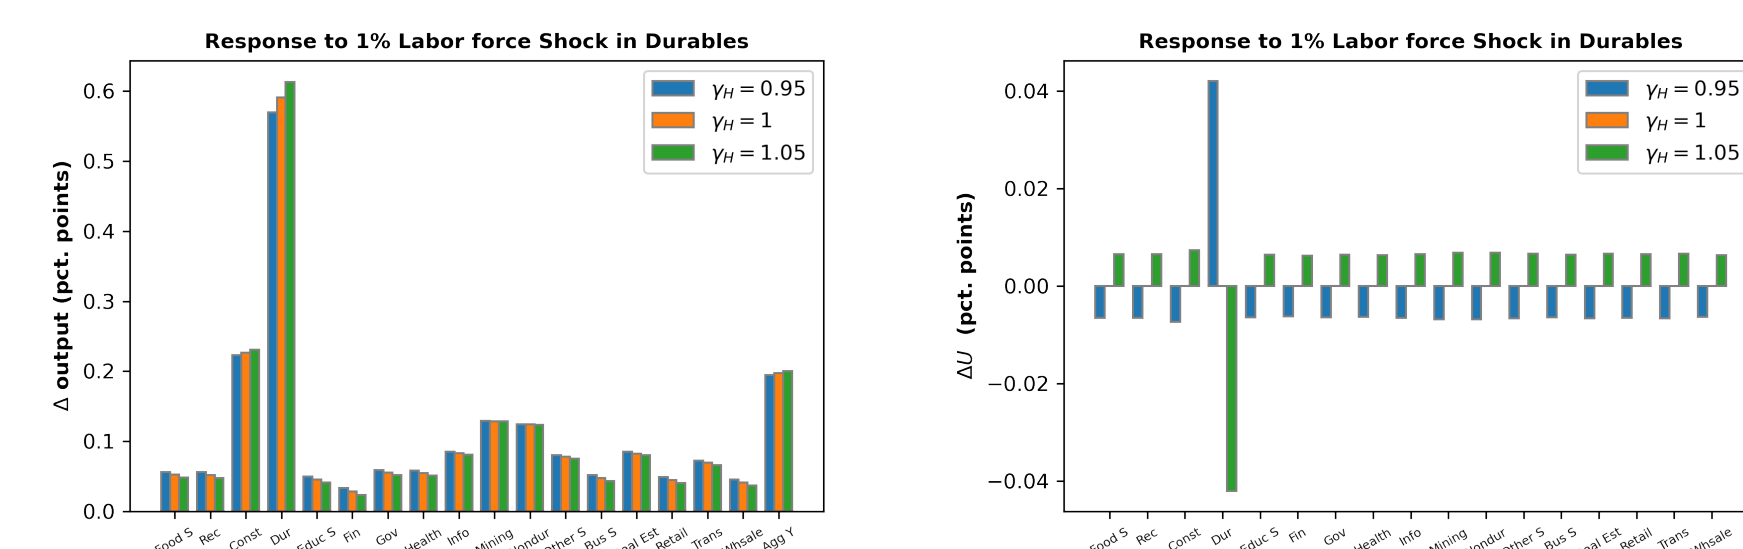 Response to 1% Labor force Shock in Durables
Δ output (pct. points)
0.6
0.5
0.4
0.3
0.2
0.1
0.0
γH = 0.95
γH = 1
γH = 1.05
Food S
Rec
Const
Dur
Educ S
Fin
Gov
Health
Info
Mining
Nondur
Other S
Bus S
eal Est
Retail
Trans
Whsale
Agg Y
Response to 1% Labor force Shock in Durables
ΔU (pct. points)
0.04
0.02
0.00
−0.02
−0.04
γH = 0.95
γH = 1
γH = 1.05
Food S
Rec
Const
Dur
Educ S
Fin
Gov
Health
Info
Mining
Nondur
Other S
Bus S
eal Est
Retail
Trans
Whsale